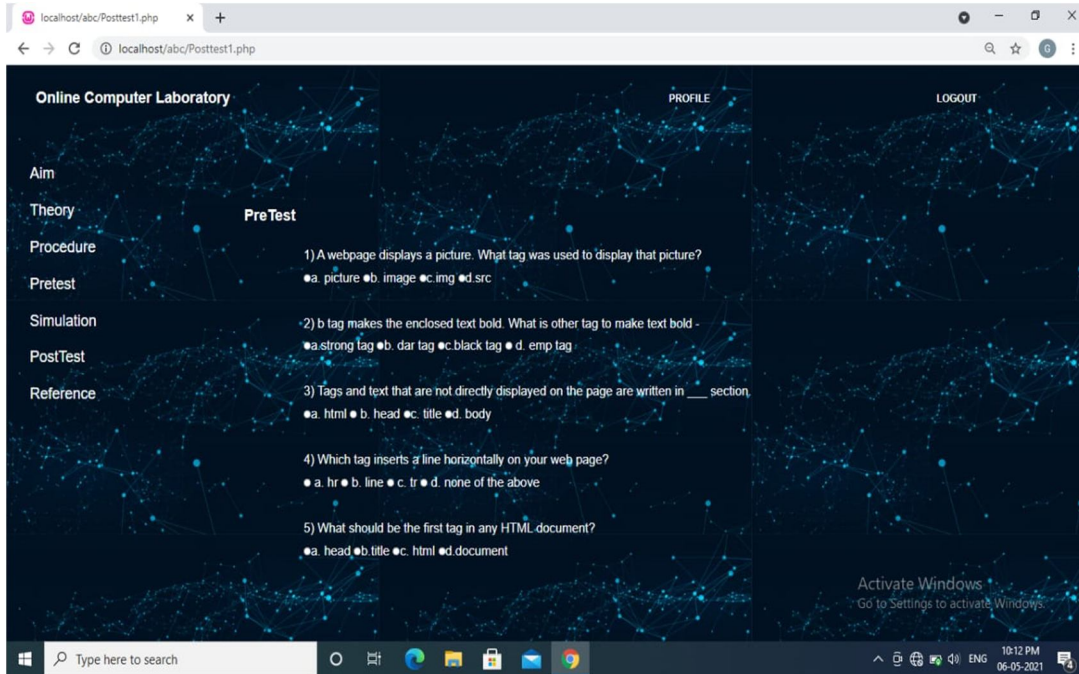 localhost/abc/Posttest1.php
localhost/abc/Posttest1.php
G
Online Computer Laboratory
PROFILE
LOGOUT
Aim
Theory
Procedure
Pretest
Simulation
PostTest
Reference
PreTest
1) A webpage displays a picture. What tag was used to display that picture?
a. picture b. image c.img d.src
2) b tag makes the enclosed text bold. What is other tag to make text bold -
a.strong tag b. dar tag c.black tag d. emp tag
3) Tags and text that are not directly displayed on the page are written in ___ section.
a. html b. head c. title d. body
4) Which tag inserts a line horizontally on your web page?
a. hr b. line c. tr d. none of the above
5) What should be the first tag in any HTML document?
a. head b.title c. html d.document
Activate Windows
Go to Settings to activate Windows.
Type here to search
ENG
10:12 PM
06-05-2021
4